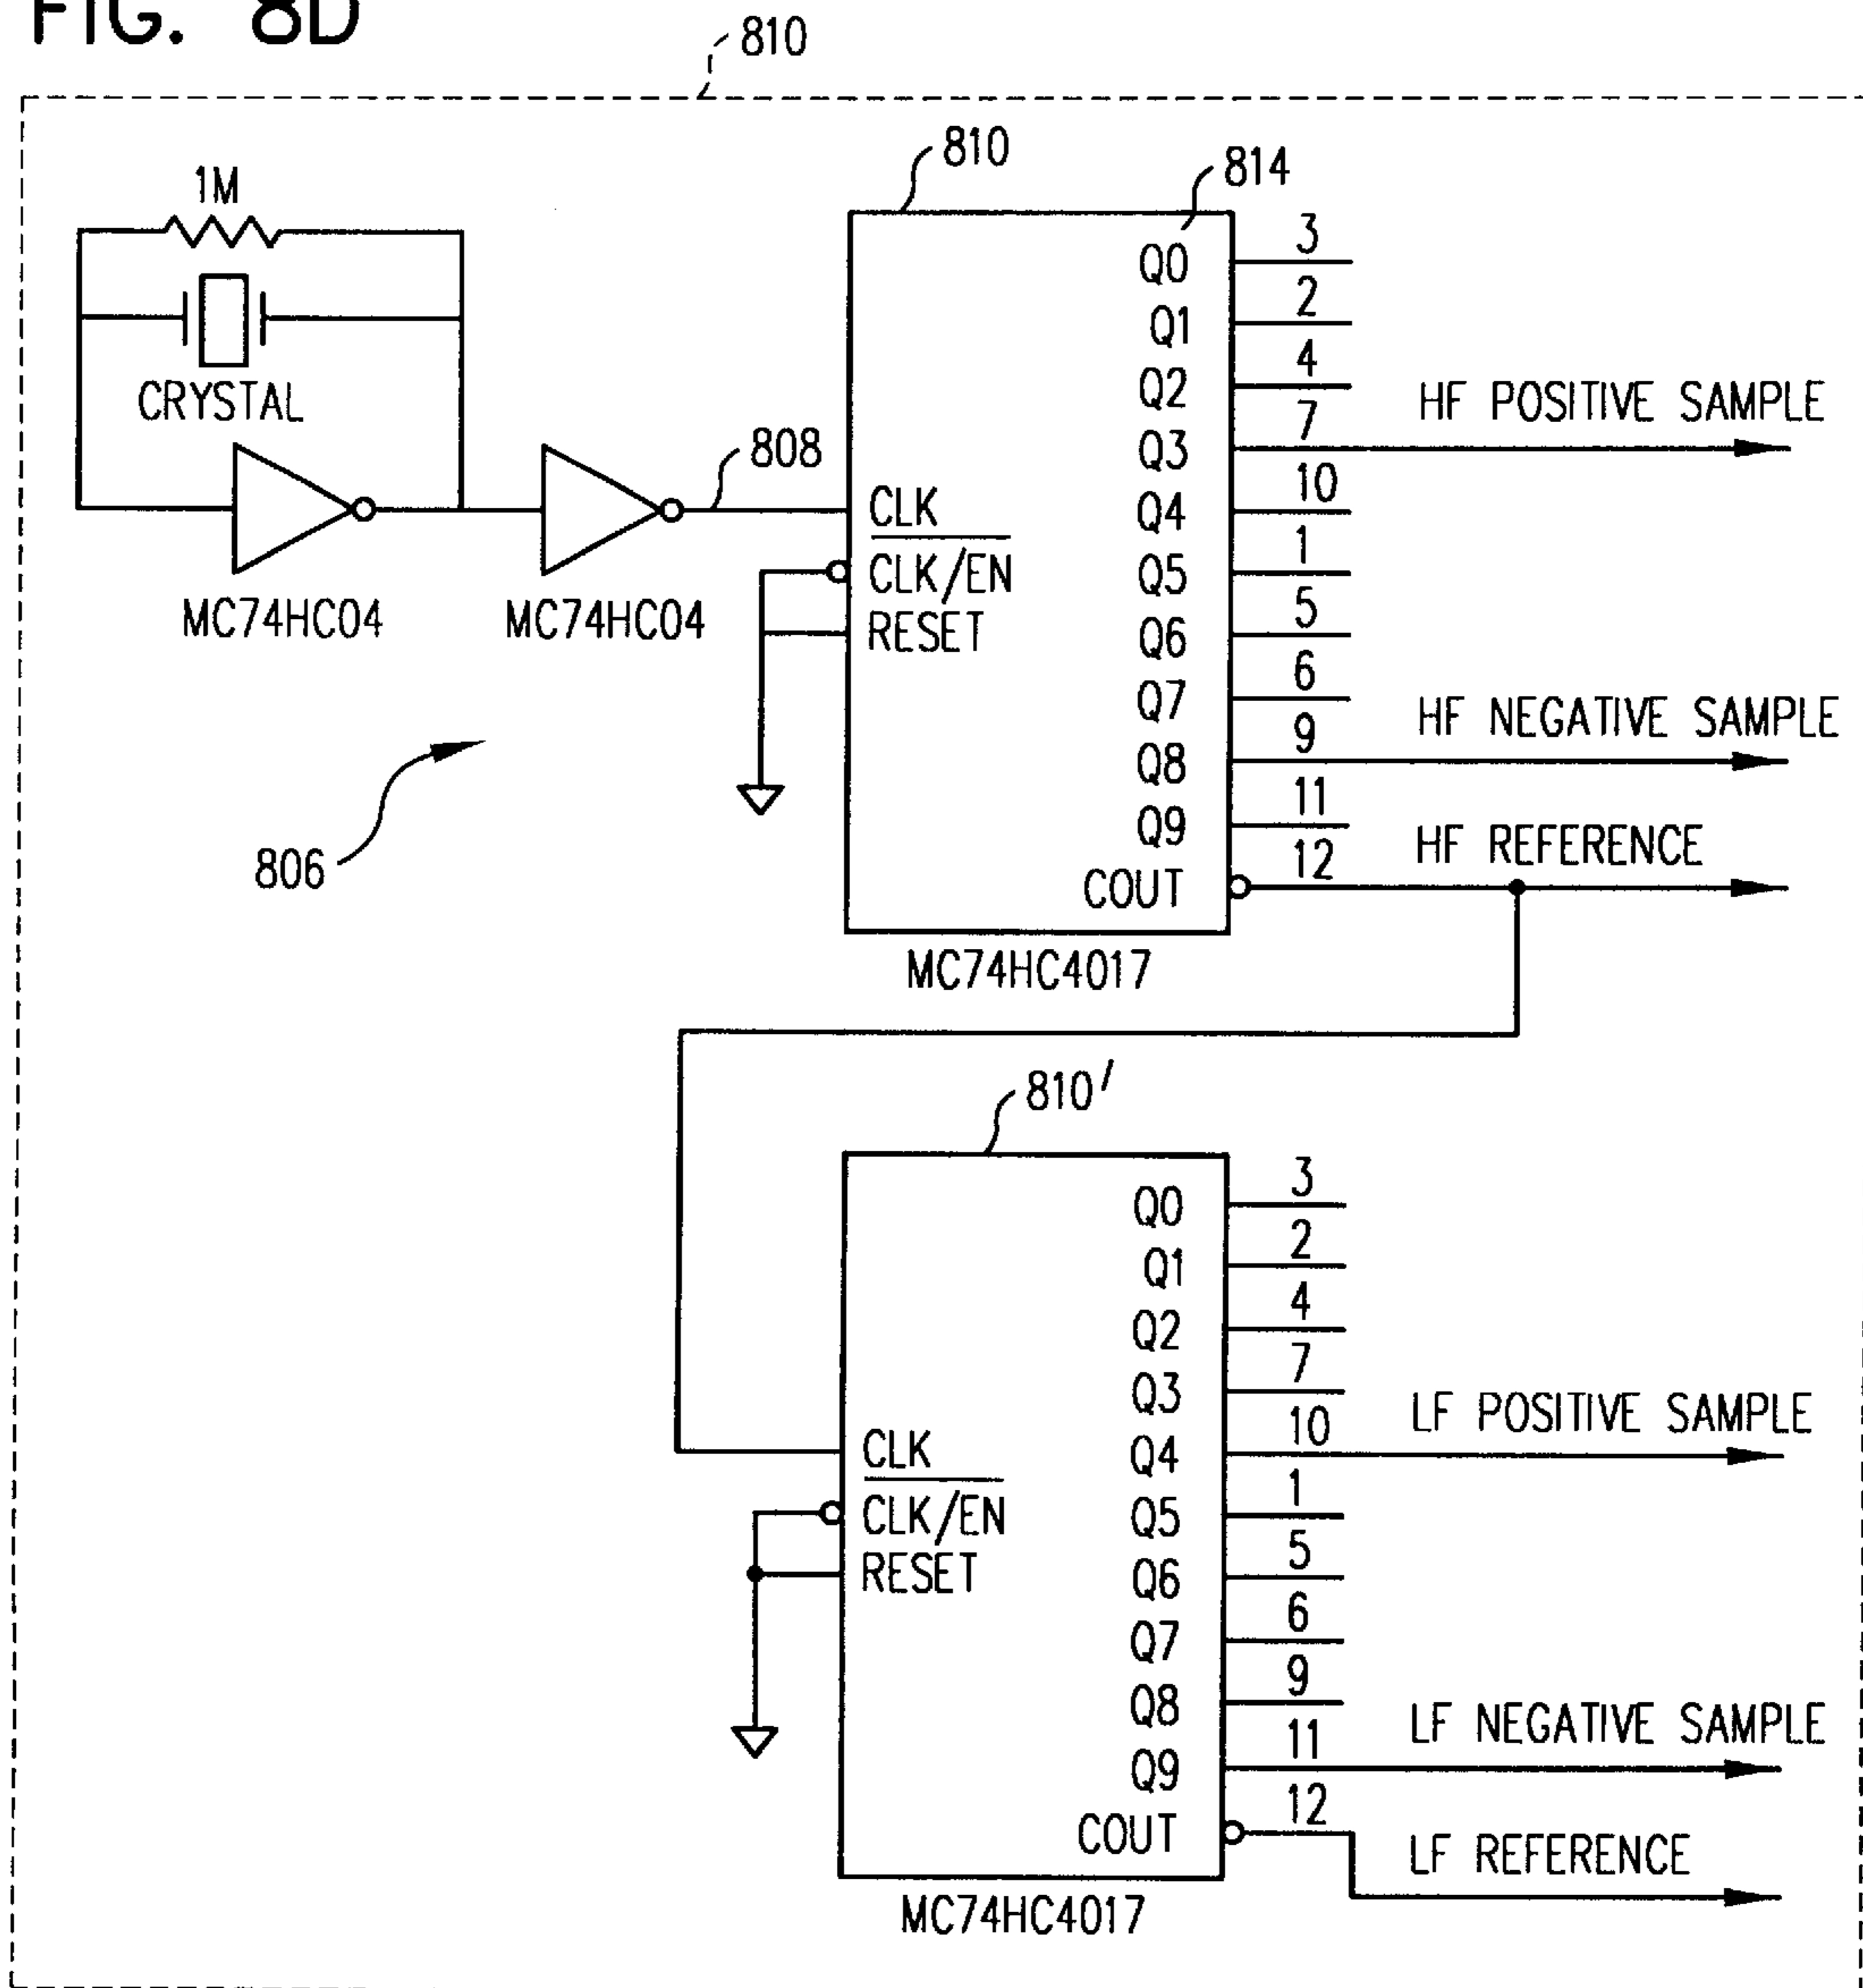 FIG. 8D
810
1M
CRYSTAL
MC74HC04
MC74HC04
808
806
810
814
CLK
CLK/EN
RESET
Q0 3
Q1 2
Q2 4
Q3 7
HF POSITIVE SAMPLE
Q4 10
Q5 1
Q6 5
Q7 6
Q8 9
HF NEGATIVE SAMPLE
Q9 11
COUT 12
HF REFERENCE
MC74HC4017
810'
CLK
CLK/EN
RESET
Q0 3
Q1 2
Q2 4
Q3 7
Q4 10
LF POSITIVE SAMPLE
Q5 1
Q6 5
Q7 6
Q8 9
Q9 11
LF NEGATIVE SAMPLE
COUT 12
LF REFERENCE
MC74HC4017